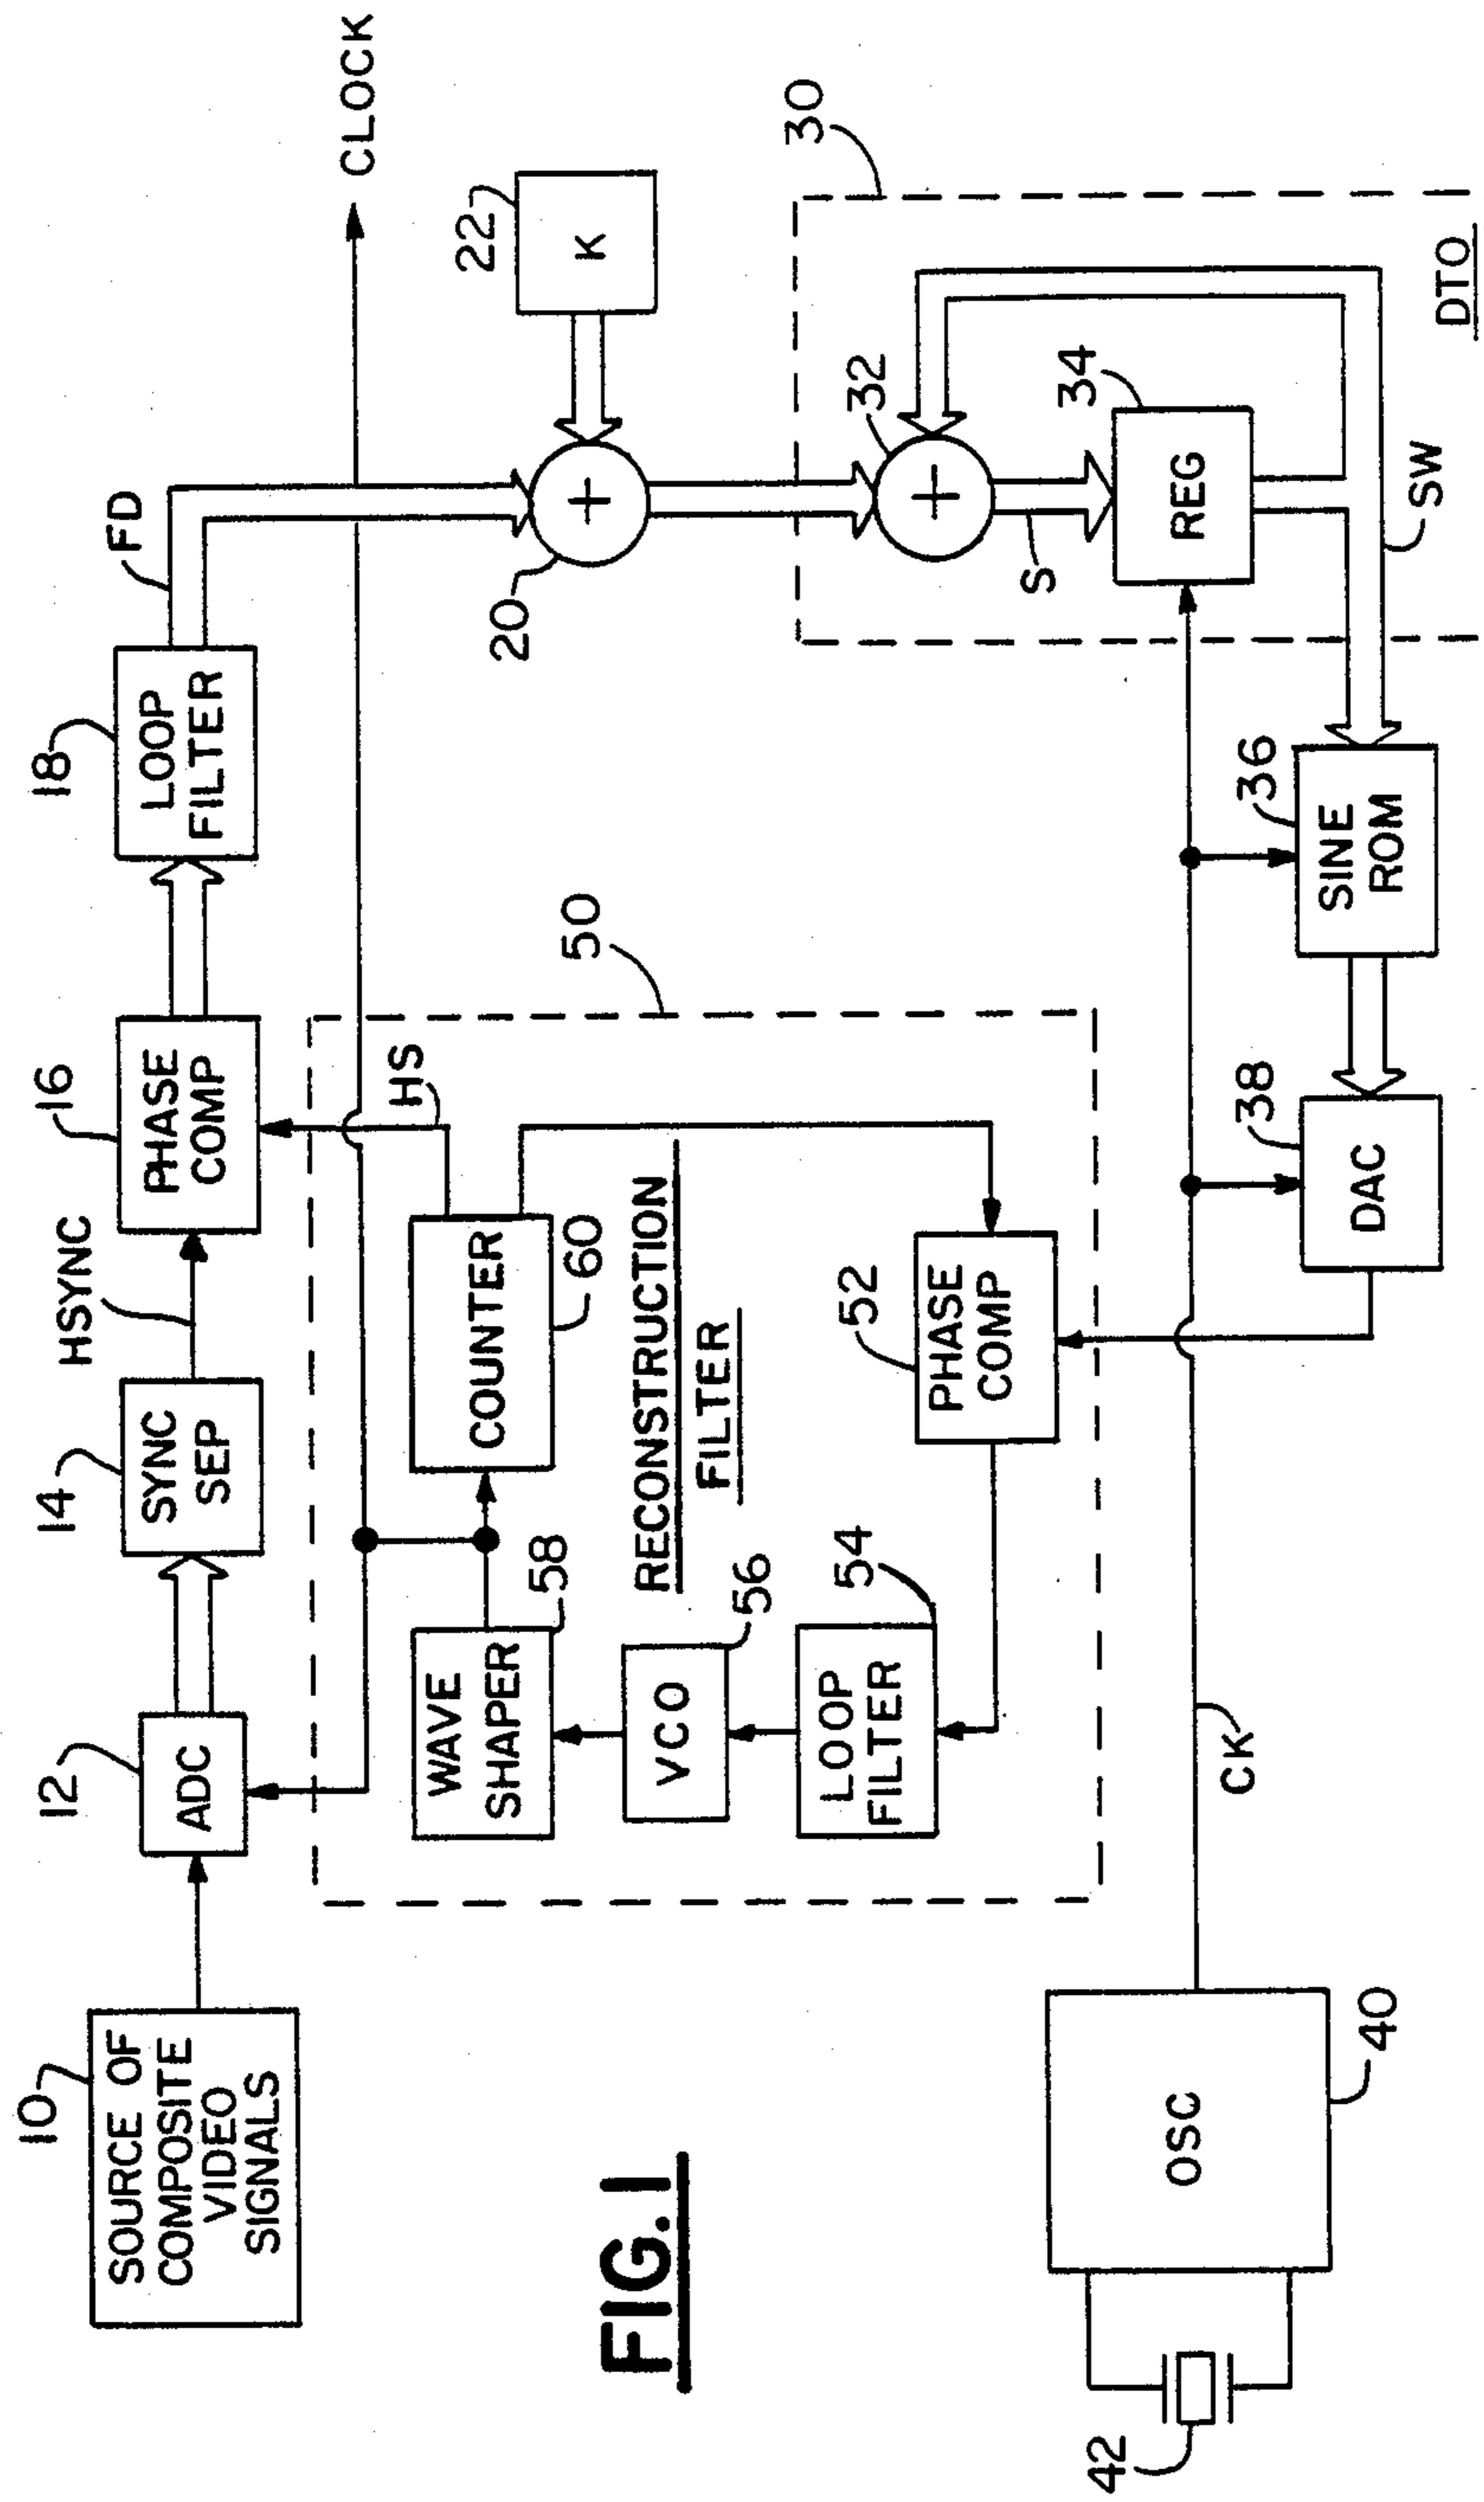 10
SOURCE OF
COMPOSITE
VIDEO
SIGNALS
12
ADC
14
SYNC
SEP
HSYNC
16
PHASE
COMP
18
LOOP
FILTER
FD
CLOCK
20
+
22
K
WAVE
SHAPER
58
COUNTER
60
HS
RECONSTRUCTION
FILTER
50
VCO
56
LOOP
FILTER
54
PHASE
COMP
52
30
+
32
S
REG
34
DTO
SW
SINE
ROM
36
DAC
38
CK
OSC
40
42
FIG. 1